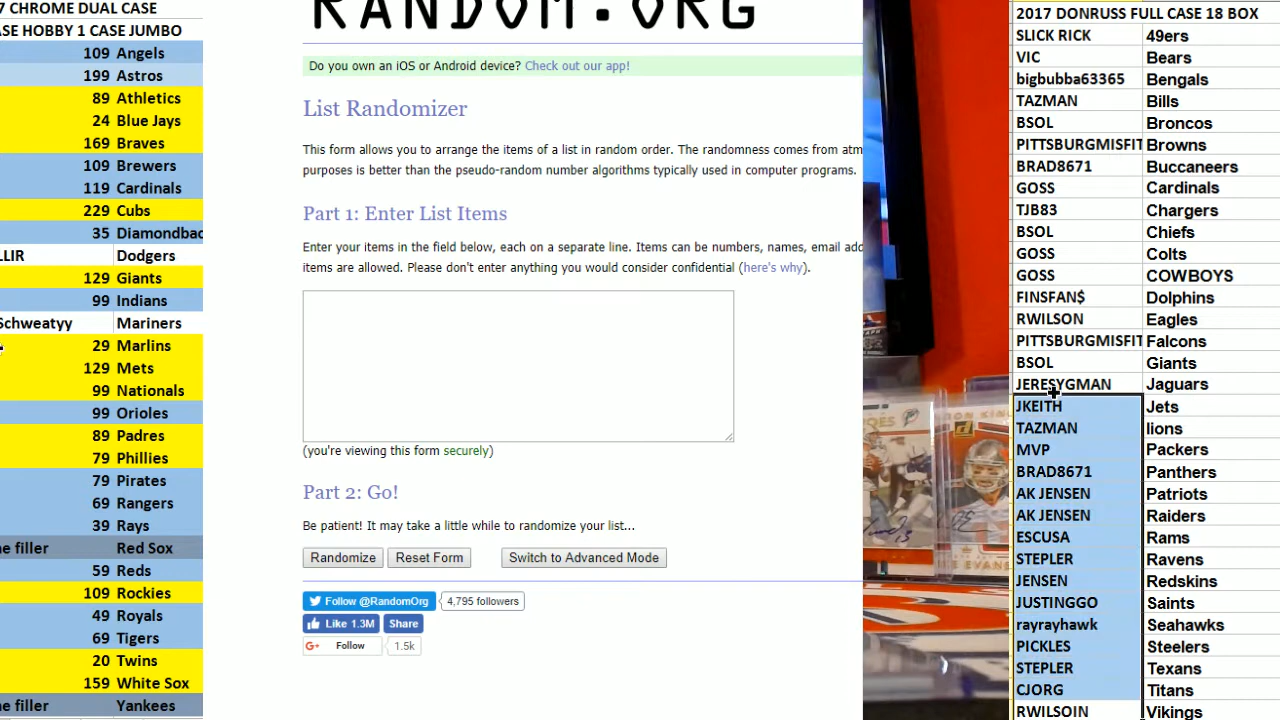 7 CHROME DUAL CASE
ASE HOBBY 1 CASE JUMBO
109 Angels
199 Astros
89 Athletics
24 Blue Jays
169 Braves
109 Brewers
119 Cardinals
229 Cubs
35 Diamondbac
LLIR Dodgers
129 Giants
99 Indians
Schweatyy Mariners
29 Marlins
129 Mets
99 Nationals
99 Orioles
89 Padres
79 Phillies
79 Pirates
69 Rangers
39 Rays
ne filler Red Sox
59 Reds
109 Rockies
49 Royals
69 Tigers
20 Twins
159 White Sox
ne filler Yankees
RANDOM.ORG
Do you own an iOS or Android device? Check out our app!
List Randomizer
This form allows you to arrange the items of a list in random order. The randomness comes from atm
purposes is better than the pseudo-random number algorithms typically used in computer programs.
Part 1: Enter List Items
Enter your items in the field below, each on a separate line. Items can be numbers, names, email add
items are allowed. Please don't enter anything you would consider confidential (here's why).
(you're viewing this form securely)
Part 2: Go!
Be patient! It may take a little while to randomize your list...
Randomize Reset Form Switch to Advanced Mode
Follow @RandomOrg 4,795 followers
Like 1.3M Share
G+ Follow 1.5k
2017 DONRUSS FULL CASE 18 BOX
SLICK RICK 49ers
VIC Bears
bigbubba63365 Bengals
TAZMAN Bills
BSOL Broncos
PITTSBURGMISFIT Browns
BRAD8671 Buccaneers
GOSS Cardinals
TJB83 Chargers
BSOL Chiefs
GOSS Colts
GOSS COWBOYS
FINSFAN$ Dolphins
RWILSON Eagles
PITTSBURGMISFIT Falcons
BSOL Giants
JERESYGMAN Jaguars
JKEITH Jets
TAZMAN lions
MVP Packers
BRAD8671 Panthers
AK JENSEN Patriots
AK JENSEN Raiders
ESCUSA Rams
STEPLER Ravens
JENSEN Redskins
JUSTINGGO Saints
rayrayhawk Seahawks
PICKLES Steelers
STEPLER Texans
CJORG Titans
RWILSOIN Vikings